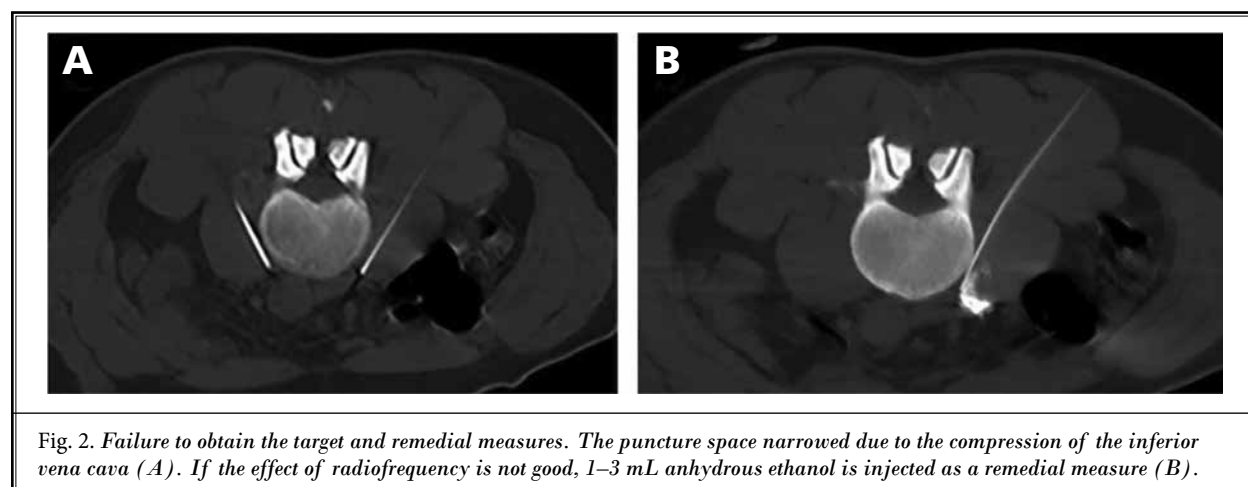 A
B
Fig. 2. Failure to obtain the target and remedial measures. The puncture space narrowed due to the compression of the inferior
vena cava (A). If the effect of radiofrequency is not good, 1–3 mL anhydrous ethanol is injected as a remedial measure (B).